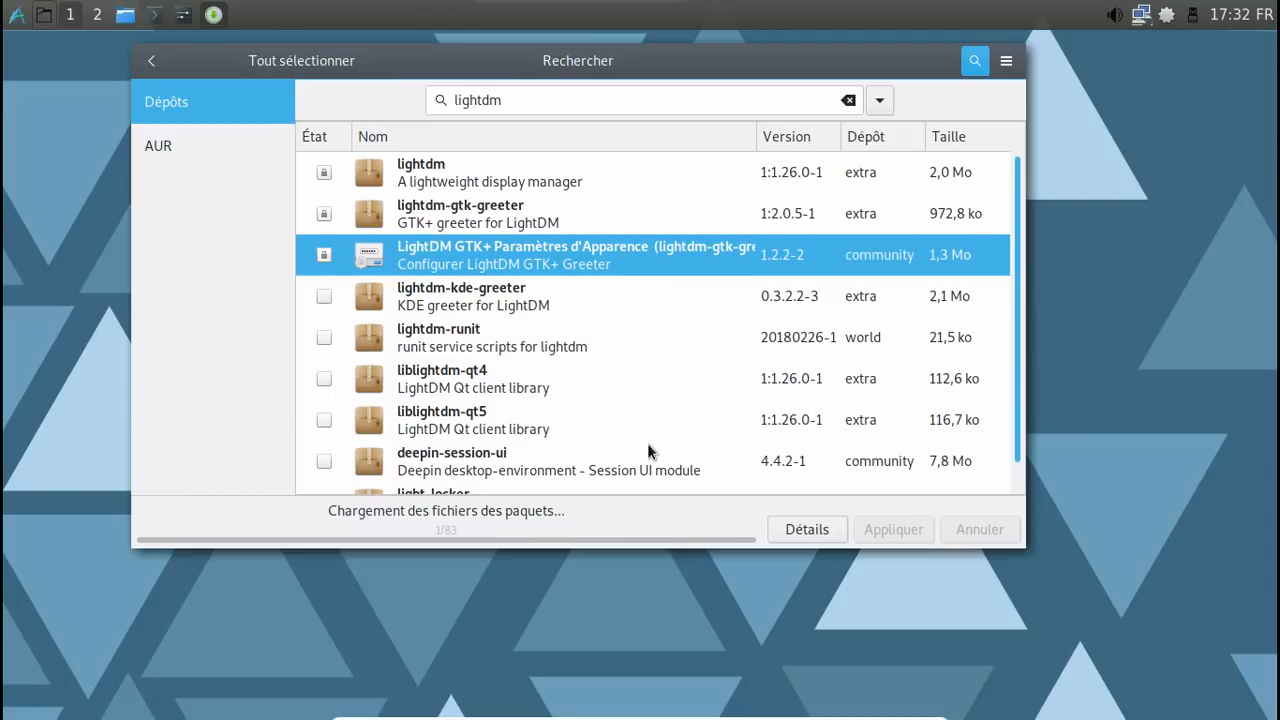 1 2 17:32 FR
Tout sélectionner Rechercher
Dépôts
AUR
lightdm
État Nom Version Dépôt Taille
lightdm
A lightweight display manager
1:1.26.0-1 extra 2,0 Mo
lightdm-gtk-greeter
GTK+ greeter for LightDM
1:2.0.5-1 extra 972,8 ko
LightDM GTK+ Paramètres d'Apparence (lightdm-gtk-gre
Configurer LightDM GTK+ Greeter
1.2.2-2 community 1,3 Mo
lightdm-kde-greeter
KDE greeter for LightDM
0.3.2.2-3 extra 2,1 Mo
lightdm-runit
runit service scripts for lightdm
20180226-1 world 21,5 ko
liblightdm-qt4
LightDM Qt client library
1:1.26.0-1 extra 112,6 ko
liblightdm-qt5
LightDM Qt client library
1:1.26.0-1 extra 116,7 ko
deepin-session-ui
Deepin desktop-environment - Session UI module
4.4.2-1 community 7,8 Mo
light-locker
Chargement des fichiers des paquets...
1/83
Détails Appliquer Annuler